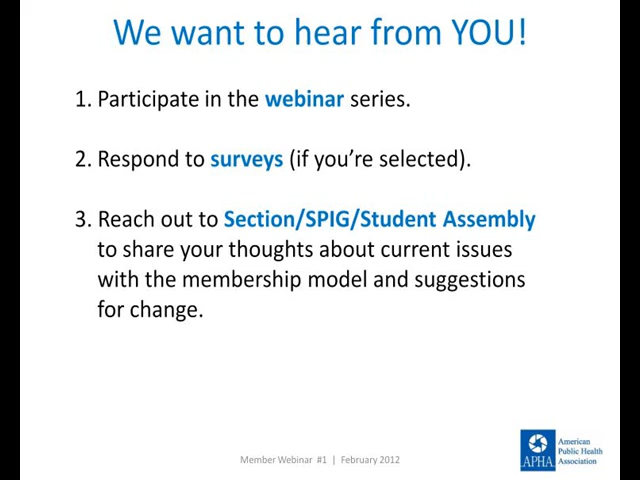 We want to hear from YOU!
1. Participate in the webinar series.
2. Respond to surveys (if you’re selected).
3. Reach out to Section/SPIG/Student Assembly
to share your thoughts about current issues
with the membership model and suggestions
for change.
Member Webinar #1 | February 2012
APHA
American
Public Health
Association